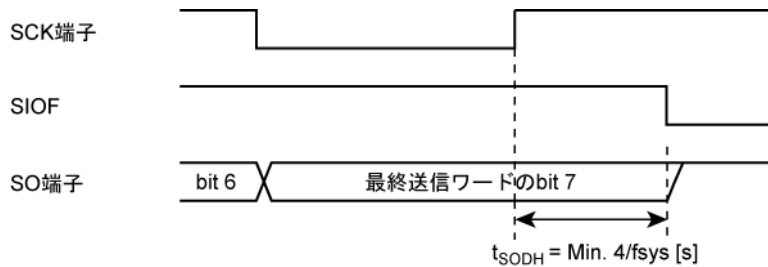 SCK端子
SIOF
SO端子 bit 6 最終送信ワードのbit 7
tSODH = Min. 4/fsys [s]